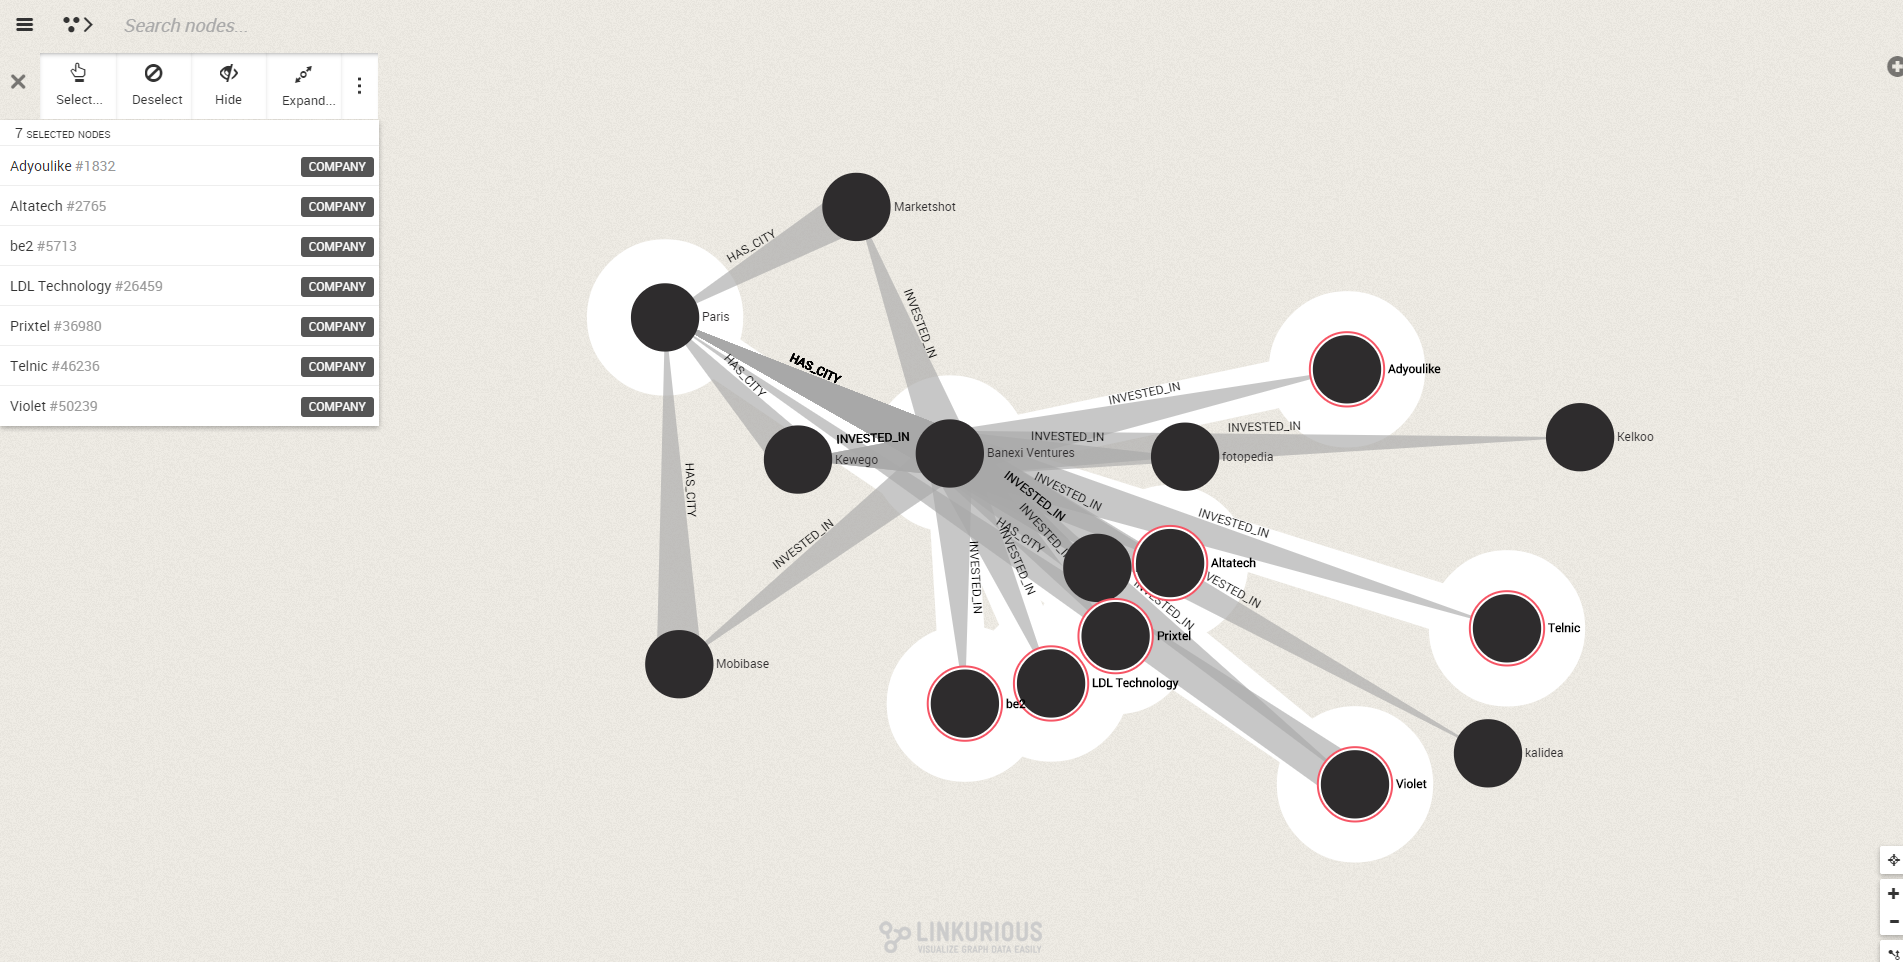 Search nodes...
Select...
Deselect
Hide
Expand...
7 SELECTED NODES
Adyoulike #1832 COMPANY
Altatech #2765 COMPANY
be2 #5713 COMPANY
LDL Technology #26459 COMPANY
Prixtel #36980 COMPANY
Telnic #46236 COMPANY
Violet #50239 COMPANY
Marketshot
HAS_CITY
Paris
INVESTED_IN
HAS_CITY
HAS_CITY
Adyoulike
INVESTED_IN
INVESTED_IN
Kewego
Banexi Ventures
INVESTED_IN
fotopedia
INVESTED_IN
Kelkoo
HAS_CITY
INVESTED_IN
INVESTED_IN
INVESTED_IN
INVESTED_IN
HAS_CITY
INVESTED_IN
INVESTED_IN
INVESTED_IN
Altatech
INVESTED_IN
Prixtel
Telnic
Mobibase
LDL Technology
be2
kalidea
Violet
LINKURIOUS
VISUALIZE GRAPH DATA EASILY